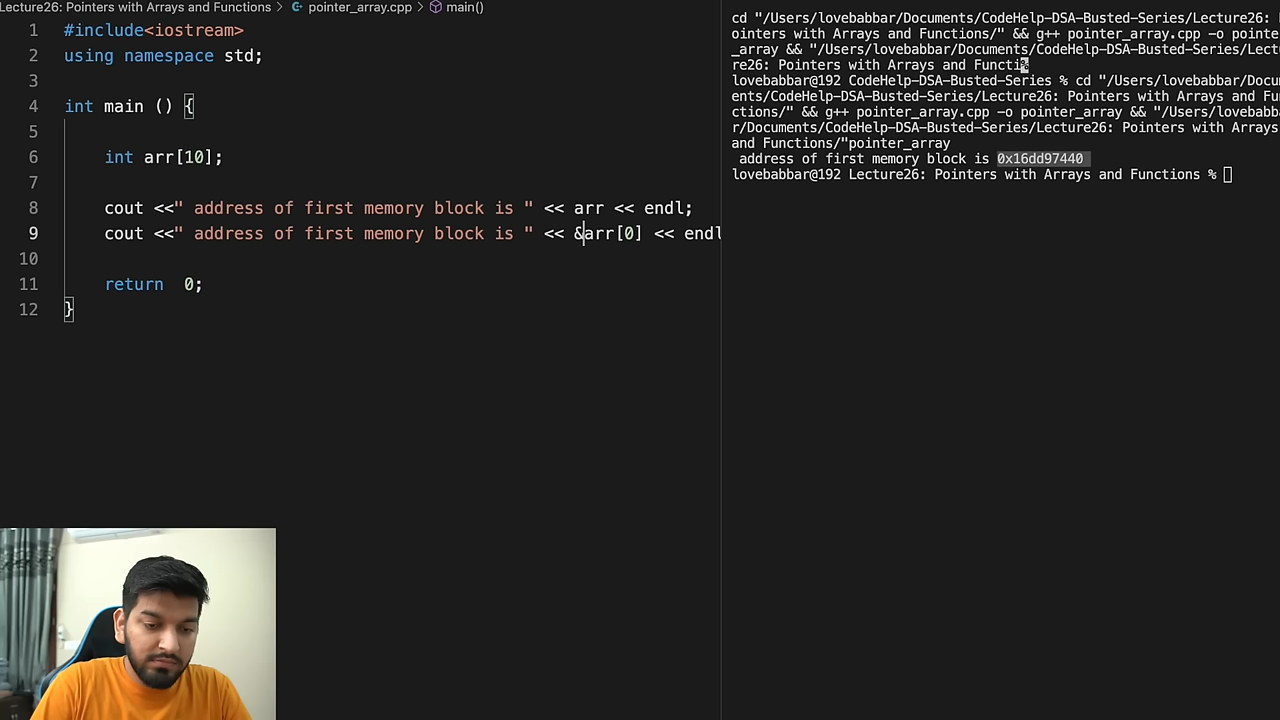 Lecture26: Pointers with Arrays and Functions > pointer_array.cpp > main()
1 #include<iostream>
2 using namespace std;
3
4 int main () {
5
6 int arr[10];
7
8 cout <<" address of first memory block is " << arr << endl;
9 cout <<" address of first memory block is " << &arr[0] << endl
10
11 return  0;
12 }
cd "/Users/lovebabbar/Documents/CodeHelp-DSA-Busted-Series/Lecture26:
ointers with Arrays and Functions/" && g++ pointer_array.cpp -o pointe
_array && "/Users/lovebabbar/Documents/CodeHelp-DSA-Busted-Series/Lect
re26: Pointers with Arrays and Functi%
lovebabbar@192 CodeHelp-DSA-Busted-Series % cd "/Users/lovebabbar/Docum
ents/CodeHelp-DSA-Busted-Series/Lecture26: Pointers with Arrays and Fu
ctions/" && g++ pointer_array.cpp -o pointer_array && "/Users/lovebabb
r/Documents/CodeHelp-DSA-Busted-Series/Lecture26: Pointers with Arrays
and Functions/"pointer_array
address of first memory block is 0x16dd97440
lovebabbar@192 Lecture26: Pointers with Arrays and Functions %